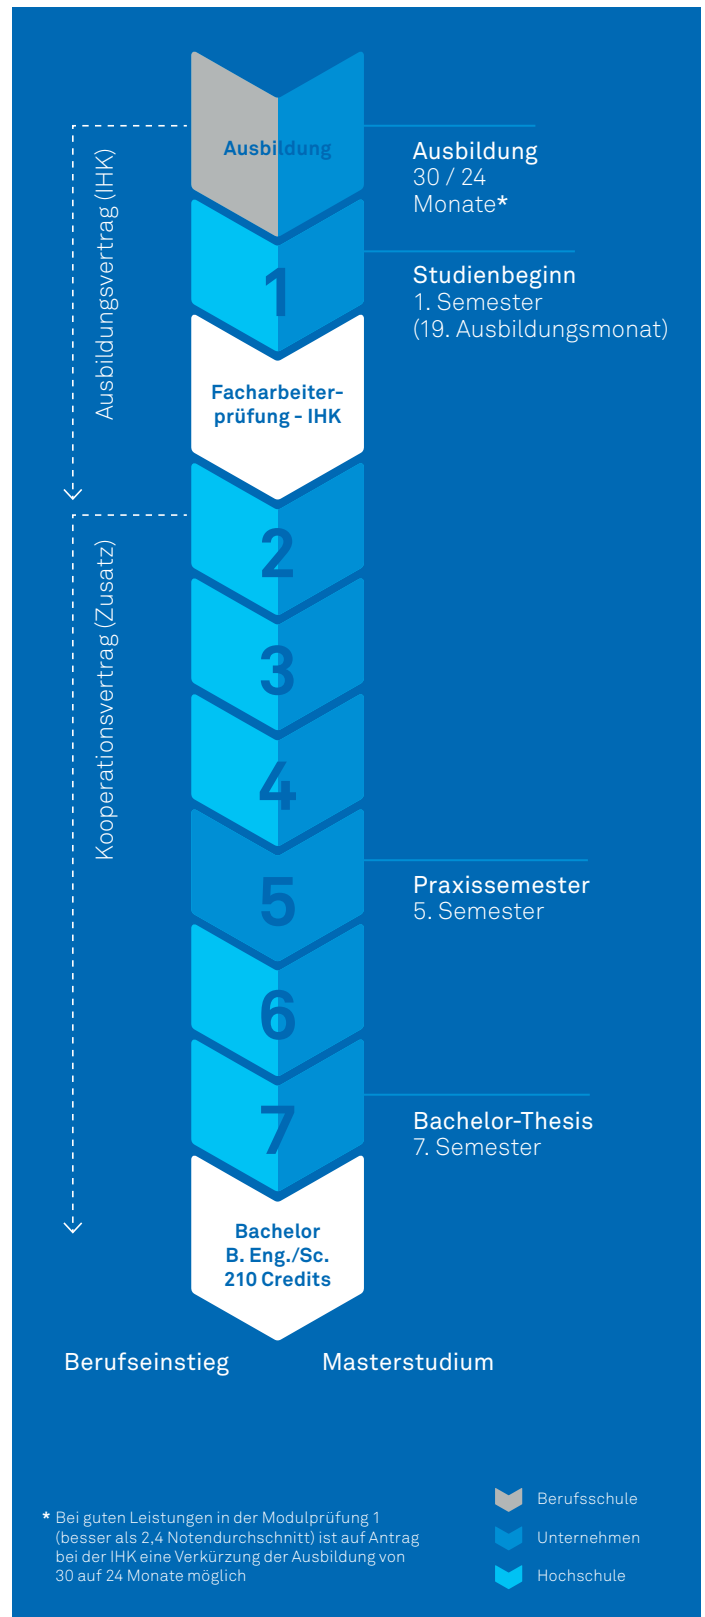 Ausbildung
Ausbildung
30 / 24
Monate*
Ausbildungsvertrag (IHK)
1
Studienbeginn
1. Semester
(19. Ausbildungsmonat)
Facharbeiter-
prüfung - IHK
2
Kooperationsvertrag (Zusatz)
3
4
5
Praxissemester
5. Semester
6
7
Bachelor-Thesis
7. Semester
Bachelor
B. Eng./Sc.
210 Credits
Berufseinstieg
Masterstudium
* Bei guten Leistungen in der Modulprüfung 1
(besser als 2,4 Notendurchschnitt) ist auf Antrag
bei der IHK eine Verkürzung der Ausbildung von
30 auf 24 Monate möglich
Berufsschule
Unternehmen
Hochschule